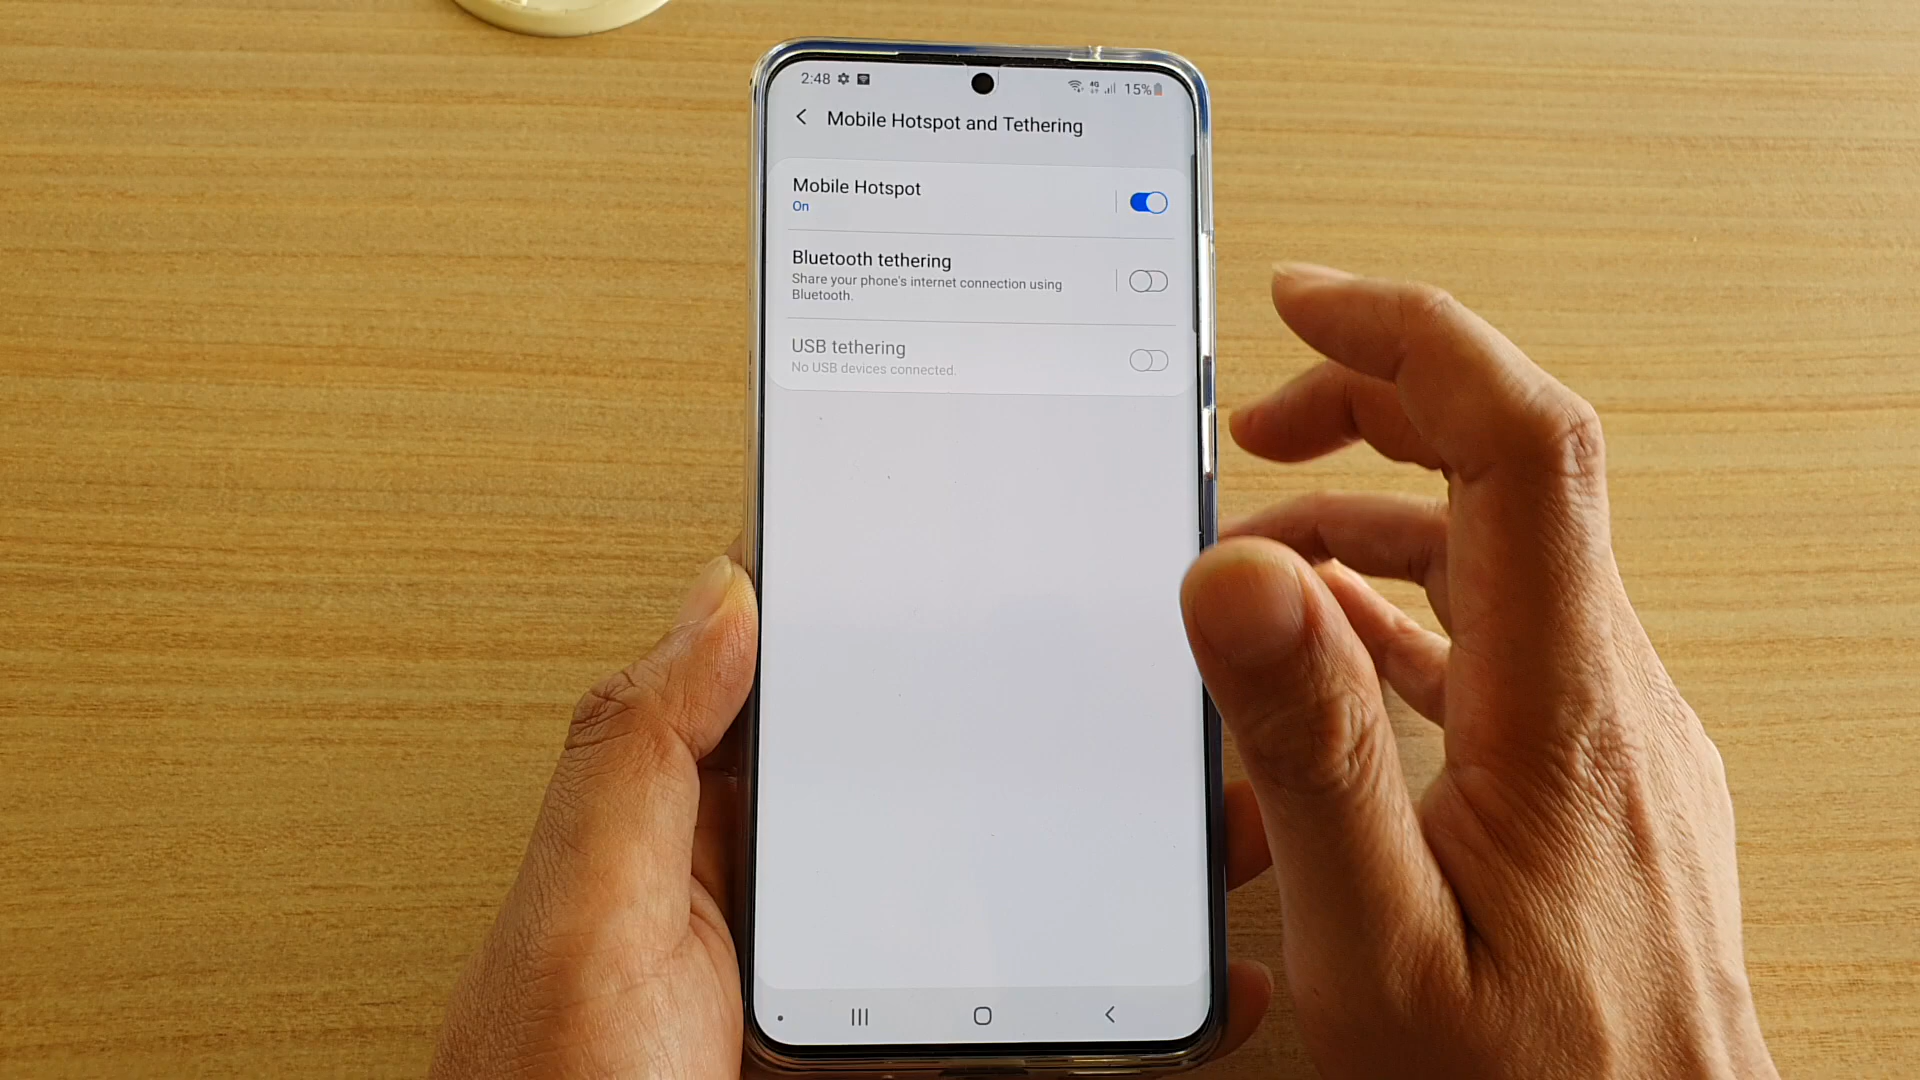 2:48
4G
15%
Mobile Hotspot and Tethering
Mobile Hotspot
On
Bluetooth tethering
Share your phone's internet connection using
Bluetooth.
USB tethering
No USB devices connected.